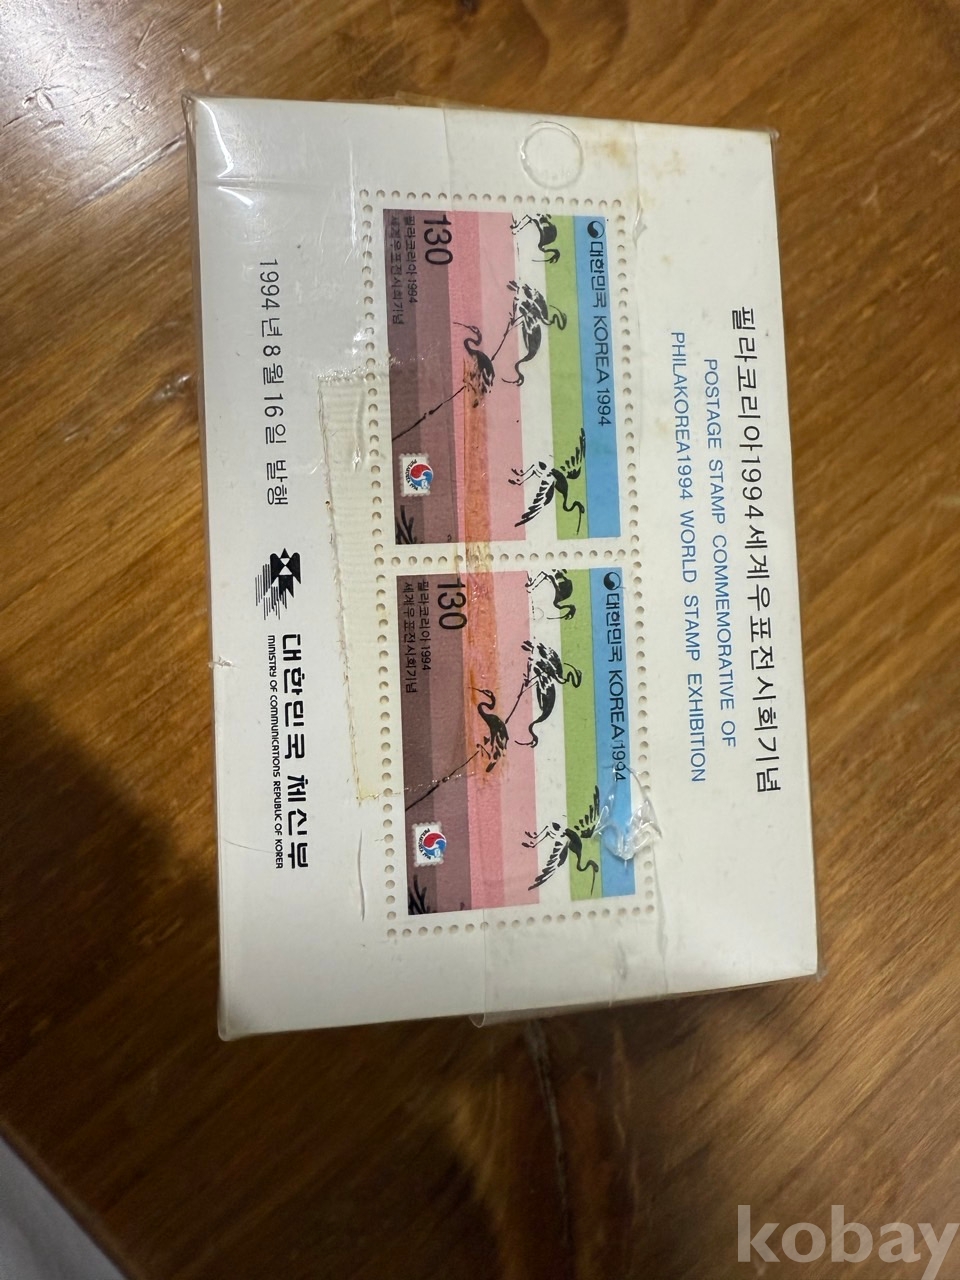 필라코리아1994세계우표전시회기념
POSTAGE STAMP COMMEMORATIVE OF
PHILAKOREA1994 WORLD STAMP EXHIBITION
대한민국 KOREA 1994
130
필라코리아 1994
세계우표전시회기념
대한민국 KOREA 1994
130
필라코리아 1994
세계우표전시회기념
1994년 8월 16일 발행
대한민국 체신부
MINISTRY OF COMMUNICATIONS REPUBLIC OF KOREA
kobay